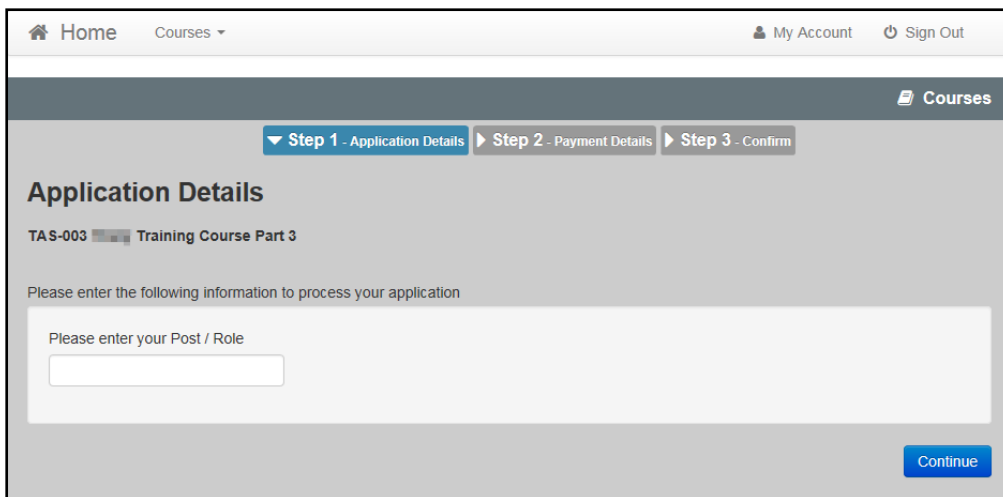 Home Courses My Account Sign Out
Courses
Step 1 - Application Details Step 2 - Payment Details Step 3 - Confirm
Application Details
TAS-003 Training Course Part 3
Please enter the following information to process your application
Please enter your Post / Role
Continue